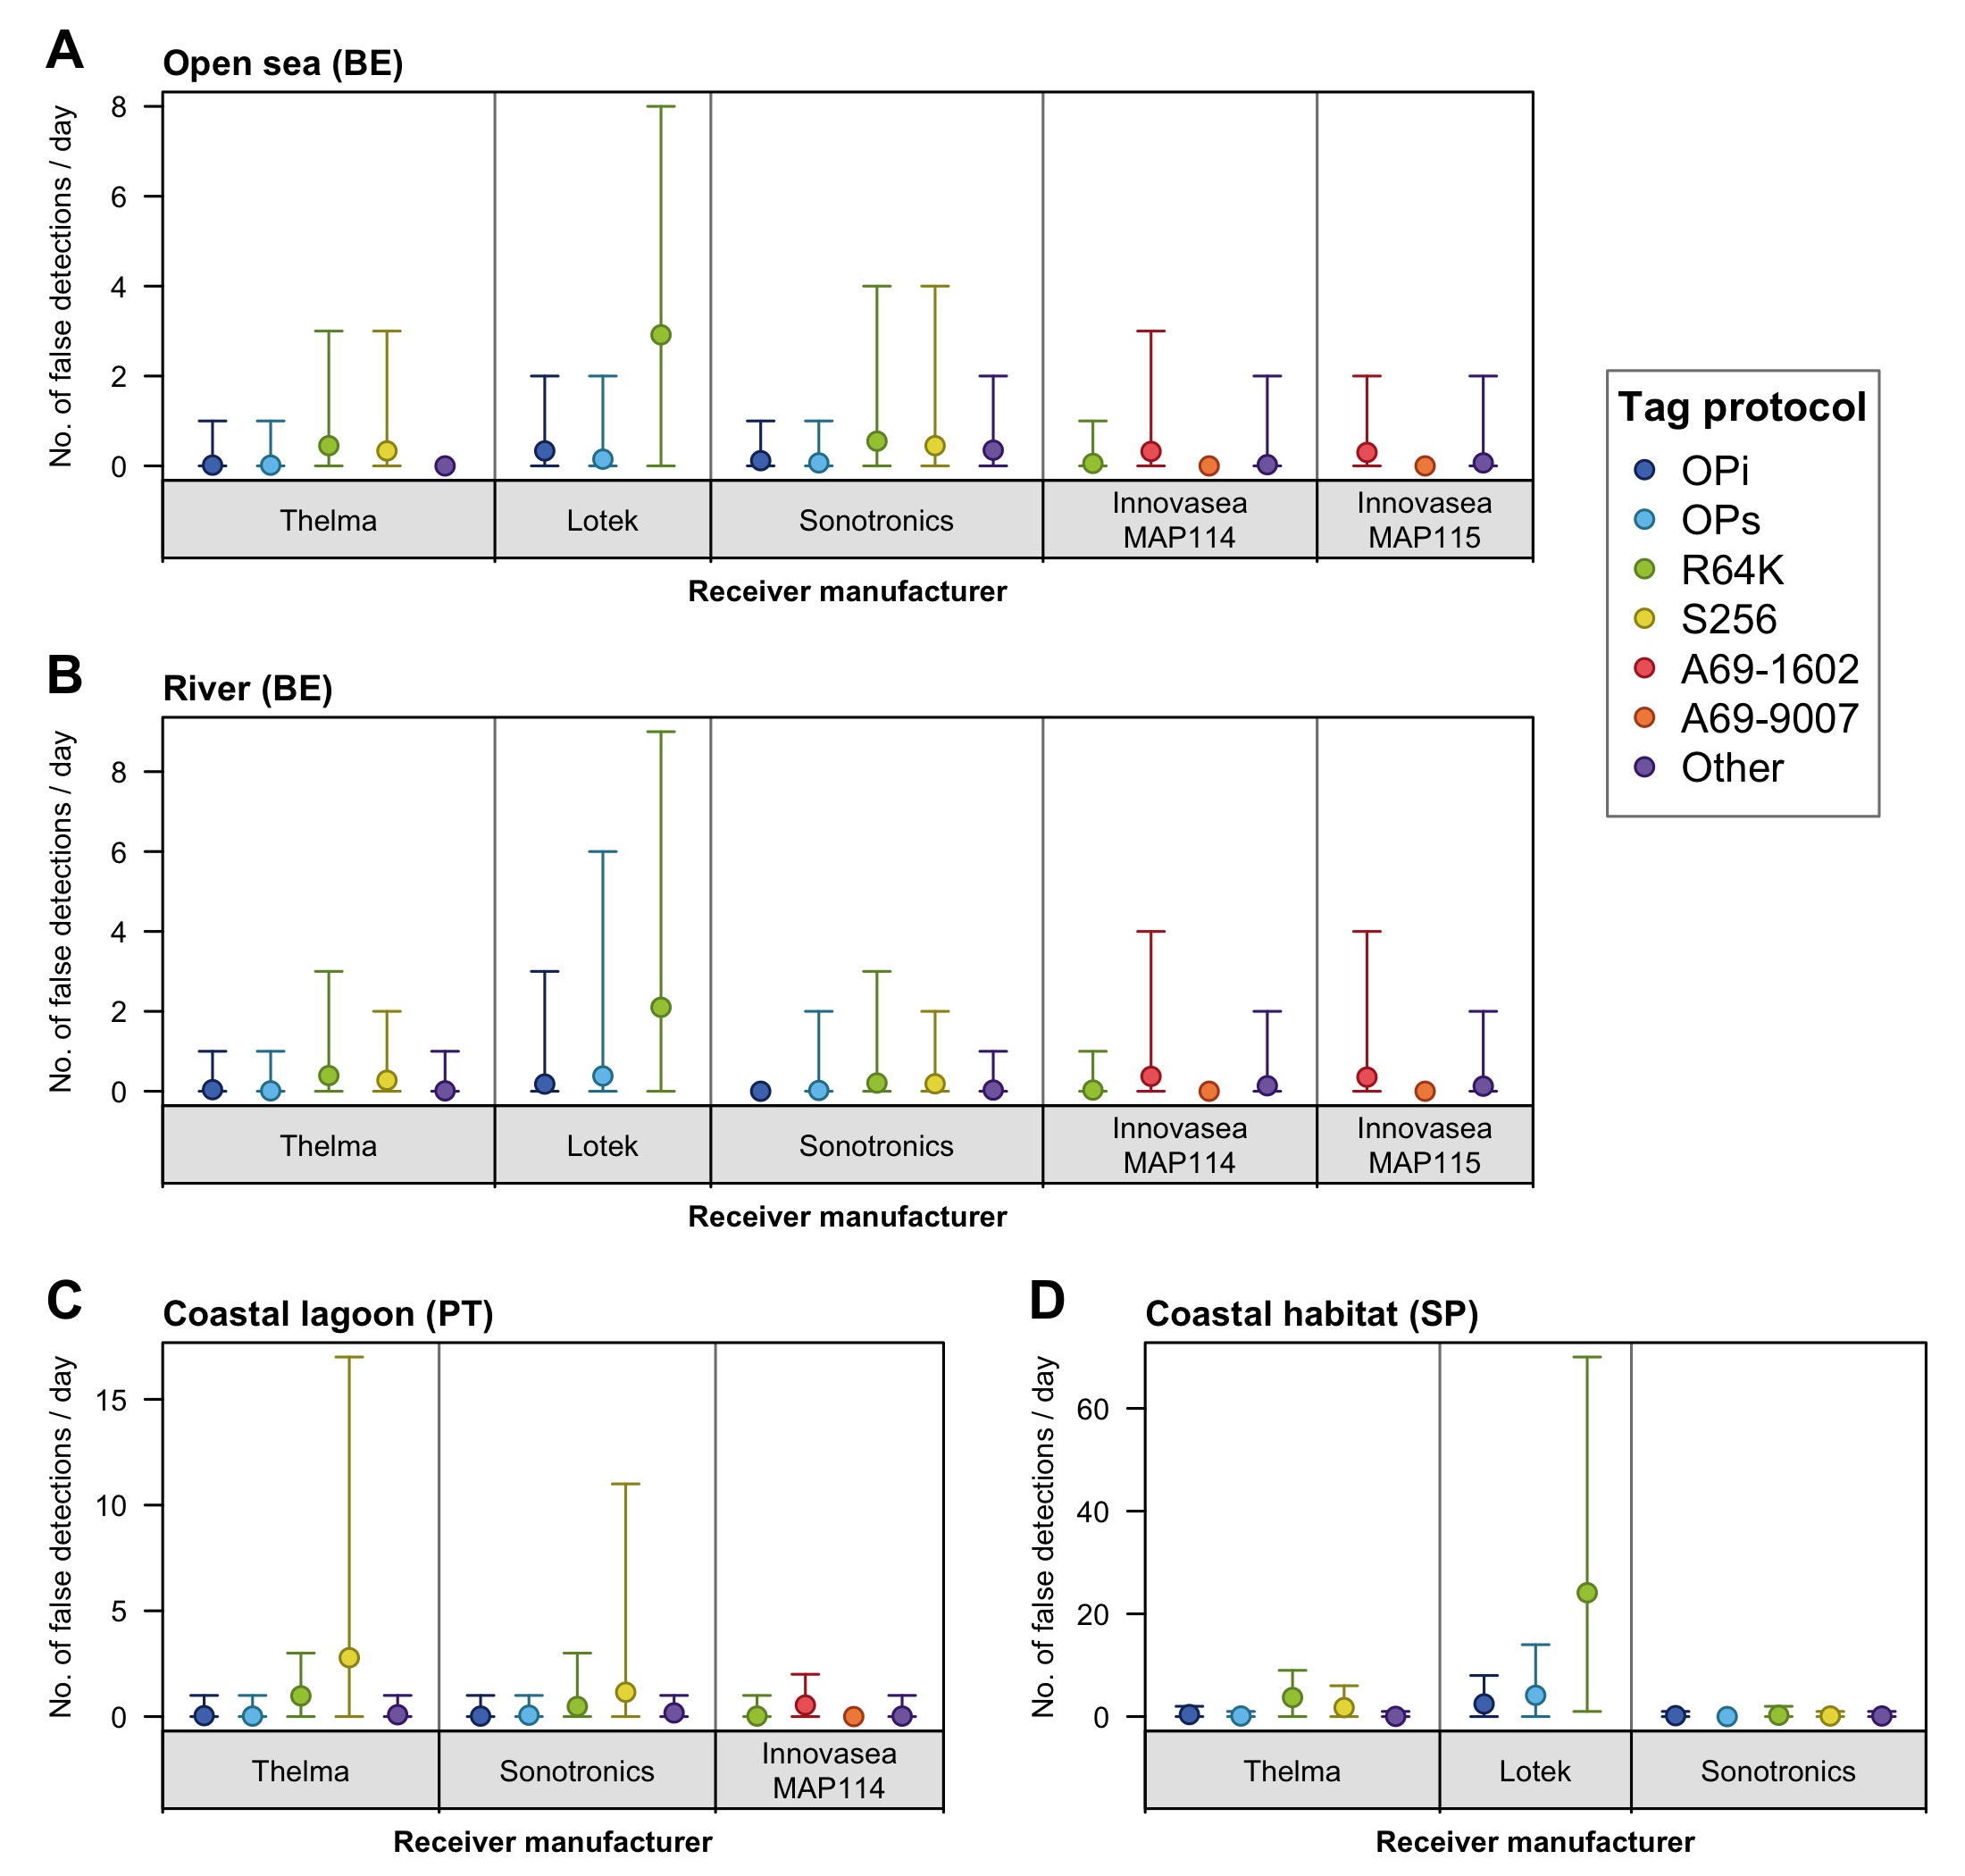 A
Open sea (BE)
No. of false detections / day
8
6
4
2
0
Thelma
Lotek
Sonotronics
Innovasea
MAP114
Innovasea
MAP115
Receiver manufacturer
Tag protocol
OPi
OPs
R64K
S256
A69-1602
A69-9007
Other
B
River (BE)
No. of false detections / day
8
6
4
2
0
Thelma
Lotek
Sonotronics
Innovasea
MAP114
Innovasea
MAP115
Receiver manufacturer
C
Coastal lagoon (PT)
No. of false detections / day
15
10
5
0
Thelma
Sonotronics
Innovasea
MAP114
Receiver manufacturer
D
Coastal habitat (SP)
No. of false detections / day
60
40
20
0
Thelma
Lotek
Sonotronics
Receiver manufacturer